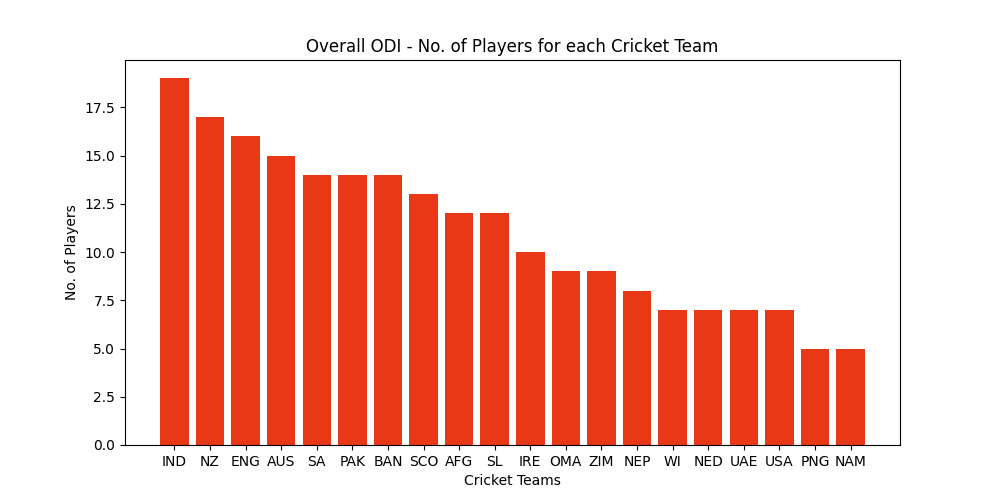 Overall ODI - No. of Players for each Cricket Team
No. of Players
17.5
15.0
12.5
10.0
7.5
5.0
2.5
0.0
IND NZ ENG AUS SA PAK BAN SCO AFG SL IRE OMA ZIM NEP WI NED UAE USA PNG NAM
Cricket Teams